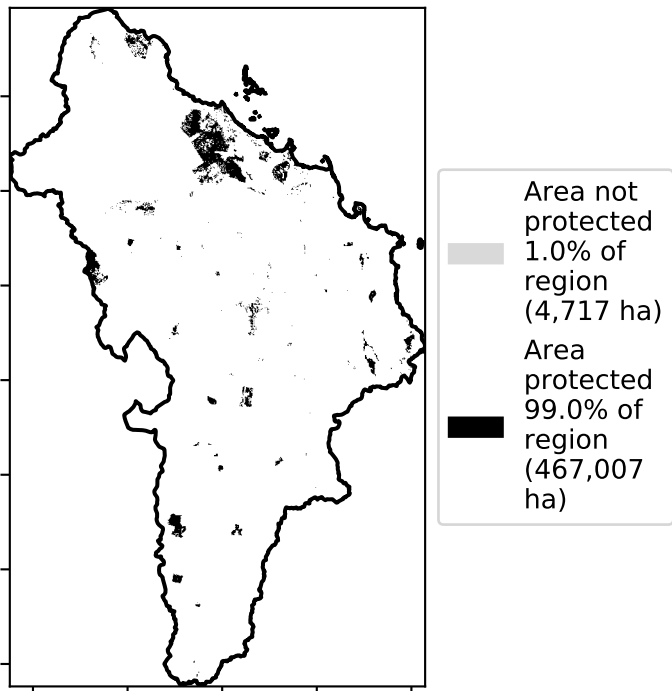 Area not
protected
1.0% of
region
(4,717 ha)
Area
protected
99.0% of
region
(467,007
ha)